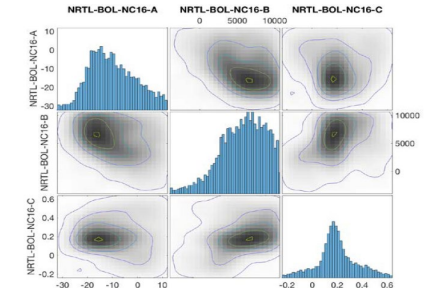 NRTL-BOL-NC16-A NRTL-BOL-NC16-B NRTL-BOL-NC16-C
0 5000 10000
NRTL-BOL-NC16-A
10
0
-10
-20
-30
NRTL-BOL-NC16-B
10000
5000
0
NRTL-BOL-NC16-C
0.6
0.4
0.2
0
-0.2
-30 -20 -10 0 10 -0.2 0 0.2 0.4 0.6